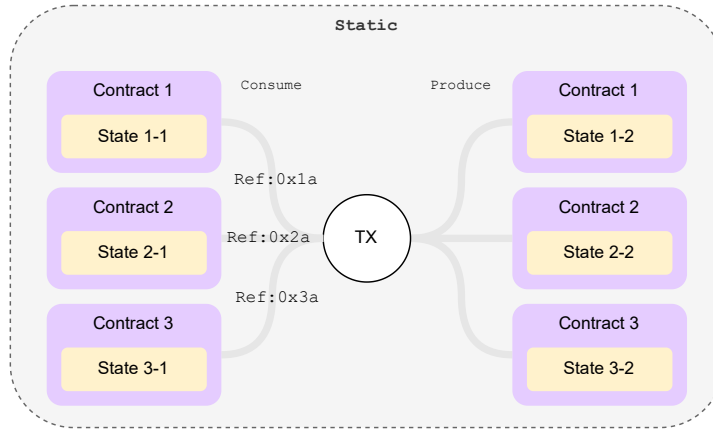 Static
Consume
Produce
Contract 1
State 1-1
Contract 1
State 1-2
Ref:0x1a
Contract 2
State 2-1
Ref:0x2a
TX
Contract 2
State 2-2
Ref:0x3a
Contract 3
State 3-1
Contract 3
State 3-2